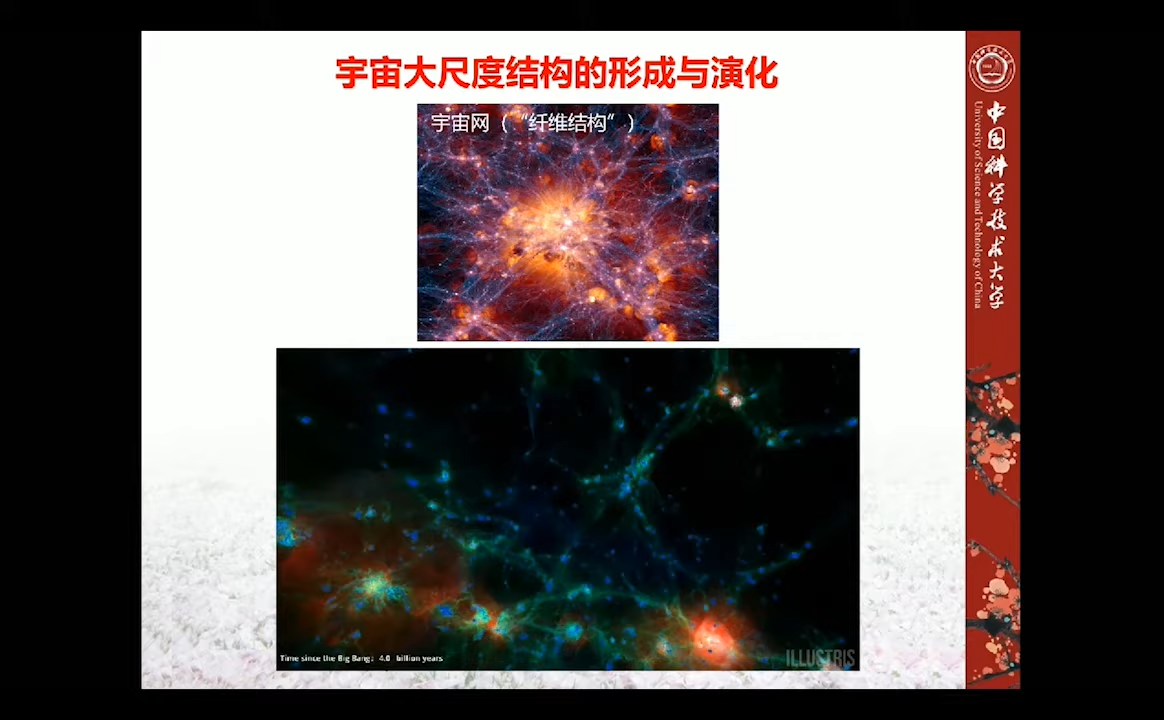 宇宙大尺度结构的形成与演化
宇宙网（“纤维结构”）
Time since the Big Bang: 4.0 billion years
ILLUSTRIS
中国科学技术大学
University of Science and Technology of China